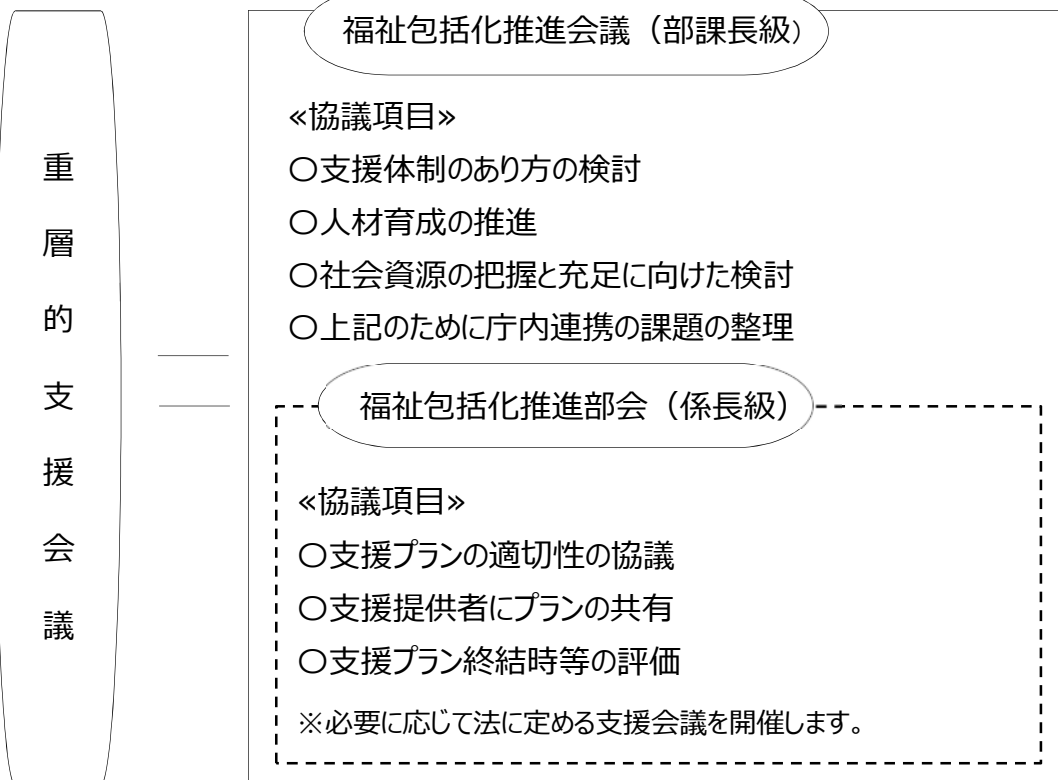 重層的支援会議
福祉包括化推進会議（部課長級）
«協議項目»
〇支援体制のあり方の検討
〇人材育成の推進
〇社会資源の把握と充足に向けた検討
〇上記のために庁内連携の課題の整理
福祉包括化推進部会（係長級）
«協議項目»
〇支援プランの適切性の協議
〇支援提供者にプランの共有
〇支援プラン終結時等の評価
※必要に応じて法に定める支援会議を開催します。